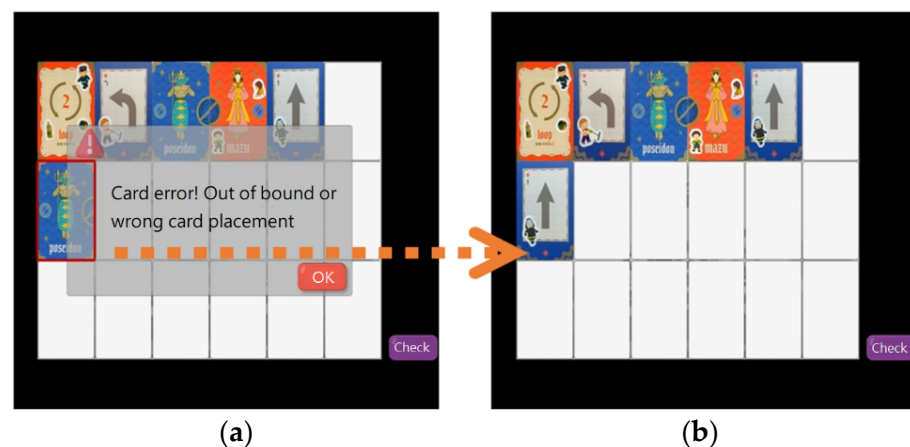 2
loop
poseidon
mazu
Card error! Out of bound or
wrong card placement
poseidon
OK
Check
(a)
2
loop
poseidon
mazu
Check
(b)